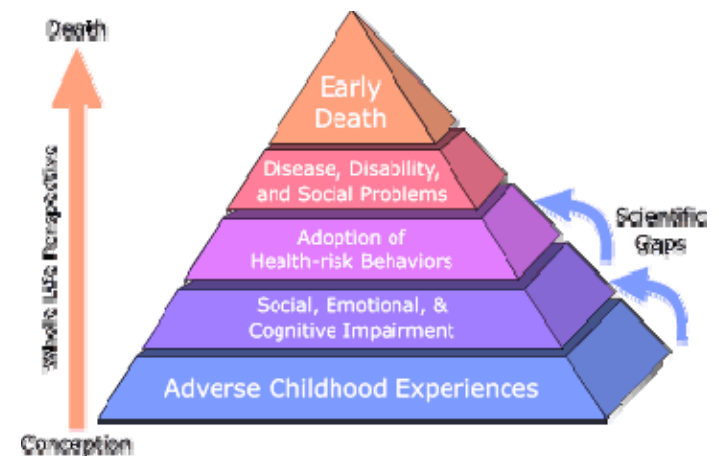 Death
Early
Death
Disease, Disability,
and Social Problems
Whole Life Perspective
Scientific
Gaps
Adoption of
Health-risk Behaviors
Social, Emotional, &
Cognitive Impairment
Adverse Childhood Experiences
Conception